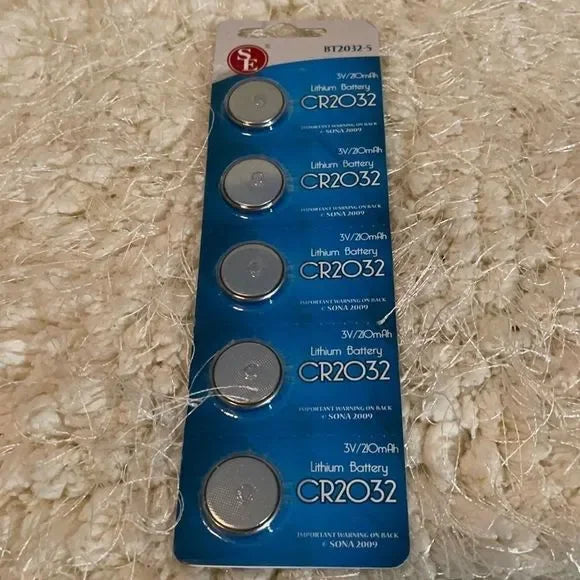 SE
BT2032-5
3V/210mAh
Lithium Battery
CR2032
IMPORTANT WARNING ON BACK
© SONA 2009
3V/210mAh
Lithium Battery
CR2032
IMPORTANT WARNING ON BACK
© SONA 2009
3V/210mAh
Lithium Battery
CR2032
IMPORTANT WARNING ON BACK
© SONA 2009
3V/210mAh
Lithium Battery
CR2032
IMPORTANT WARNING ON BACK
© SONA 2009
3V/210mAh
Lithium Battery
CR2032
IMPORTANT WARNING ON BACK
© SONA 2009